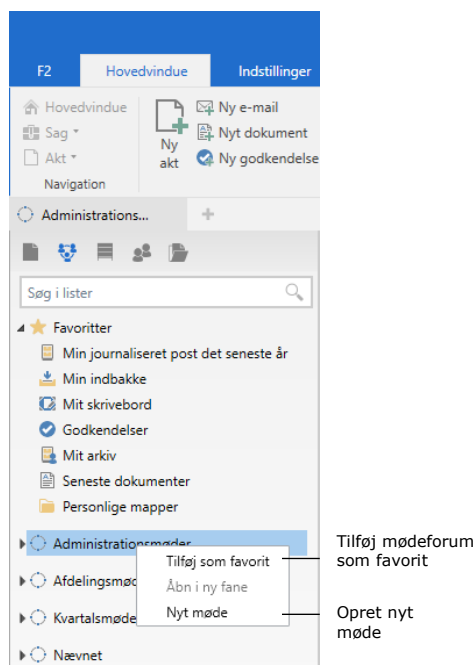 F2 Hovedvindue Indstillinger
Hovedvindue
Sag
Akt
Navigation
Ny
akt
Ny e-mail
Nyt dokument
Ny godkendelse
Administrations... +
Søg i lister
Favoritter
Min journaliseret post det seneste år
Min indbakke
Mit skrivebord
Godkendelser
Mit arkiv
Seneste dokumenter
Personlige mapper
Administrationsmøder
Afdelingsmød
Kvartalsmøde
Nævnet
Tilføj som favorit
Åbn i ny fane
Nyt møde
Tilføj mødeforum
som favorit
Opret nyt
møde